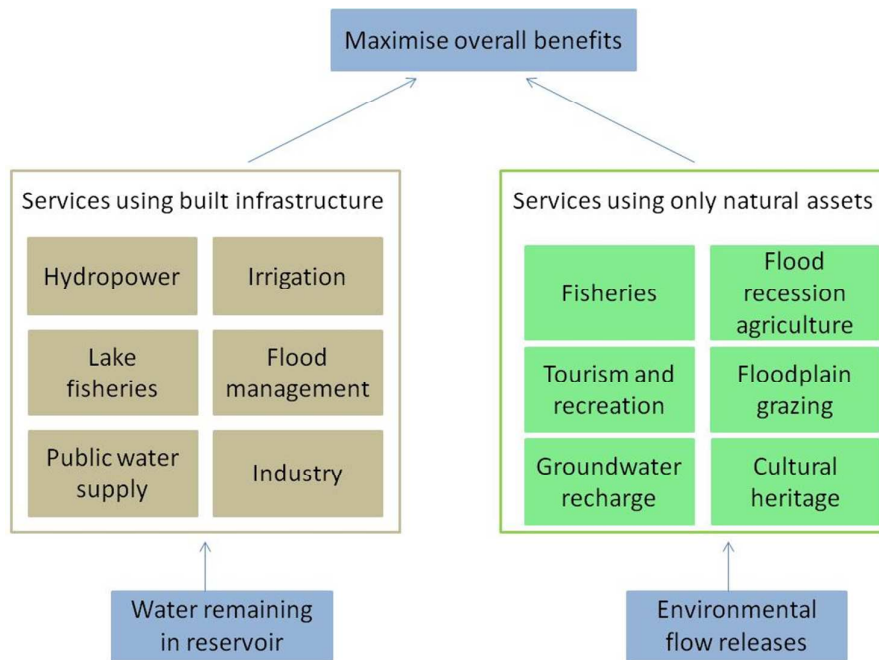 Maximise overall benefits
Services using built infrastructure
Hydropower
Irrigation
Lake
fisheries
Flood
management
Public water
supply
Industry
Services using only natural assets
Fisheries
Flood
recession
agriculture
Tourism and
recreation
Floodplain
grazing
Groundwater
recharge
Cultural
heritage
Water remaining
in reservoir
Environmental
flow releases